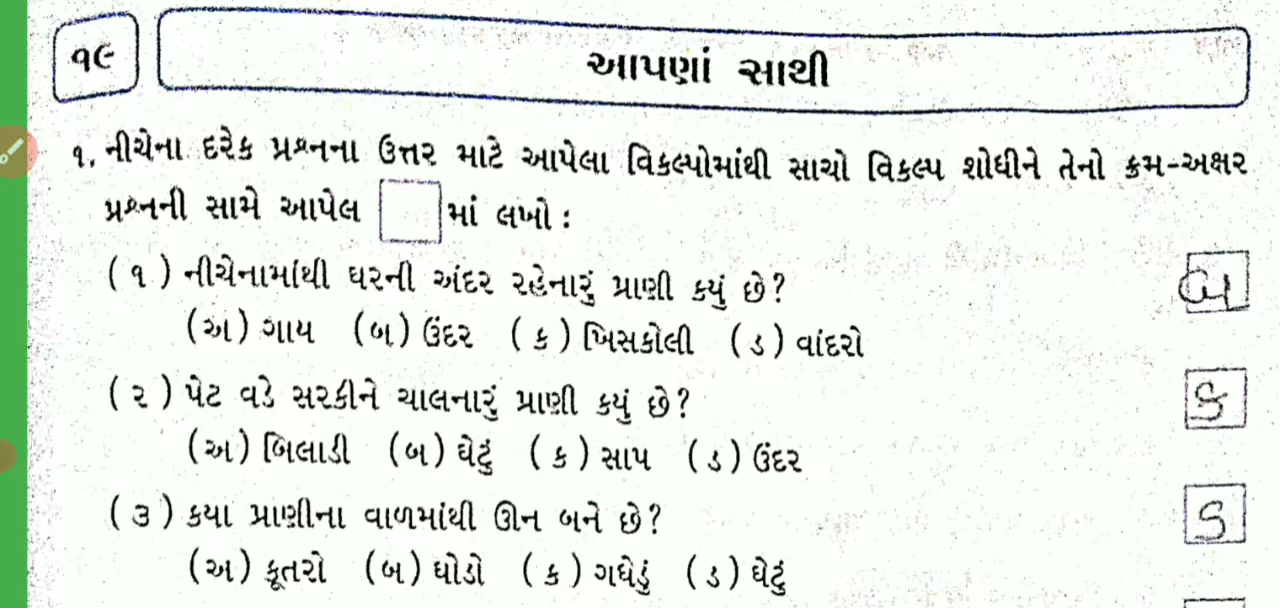 ૧૯
આપણાં સાથી
૧. નીચેના દરેક પ્રશ્નના ઉત્તર માટે આપેલા વિકલ્પોમાંથી સાચો વિકલ્પ શોધીને તેનો ક્રમ-અક્ષર
પ્રશ્નની સામે આપેલ માં લખો :
(૧) નીચેનામાંથી ઘરની અંદર રહેનારું પ્રાણી કયું છે? બ
(અ) ગાય (બ) ઉંદર (ક) ખિસકોલી (ડ) વાંદરો
(૨) પેટ વડે સરકીને ચાલનારું પ્રાણી કયું છે? ક
(અ) બિલાડી (બ) ઘેટું (ક) સાપ (ડ) ઉંદર
(૩) કયા પ્રાણીના વાળમાંથી ઊન બને છે? ડ
(અ) કૂતરો (બ) ઘોડો (ક) ગધેડું (ડ) ઘેટું